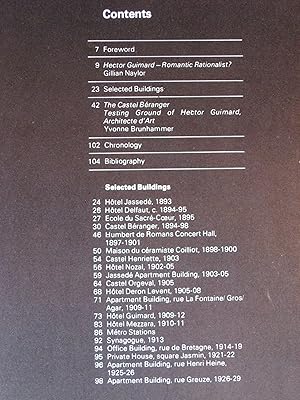 Contents
7 Foreword
9 Hector Guimard – Romantic Rationalist?
Gillian Naylor
23 Selected Buildings
42 The Castel Béranger
Testing Ground of Hector Guimard,
Architecte d'Art
Yvonne Brunhammer
102 Chronology
104 Bibliography
Selected Buildings
24 Hôtel Jassedé, 1893
26 Hôtel Delfaut, c. 1894-95
27 Ecole du Sacré-Cœur, 1895
30 Castel Béranger, 1894-98
46 Humbert de Romans Concert Hall,
1897-1901
50 Maison du céramiste Coilliot, 1898-1900
54 Castel Henriette, 1903
56 Hôtel Nozal, 1902-05
59 Jassedé Apartment Building, 1903-05
64 Castel Orgeval, 1905
68 Hôtel Deron Levent, 1905-08
71 Apartment Building, rue La Fontaine/ Gros/
Agar, 1909-11
73 Hôtel Guimard, 1909-12
83 Hôtel Mezzara, 1910-11
86 Métro Stations
92 Synagogue, 1913
94 Office Building, rue de Bretagne, 1914-19
95 Private House, square Jasmin, 1921-22
96 Apartment Building, rue Henri Heine,
1925-26
98 Apartment Building, rue Greuze, 1926-29